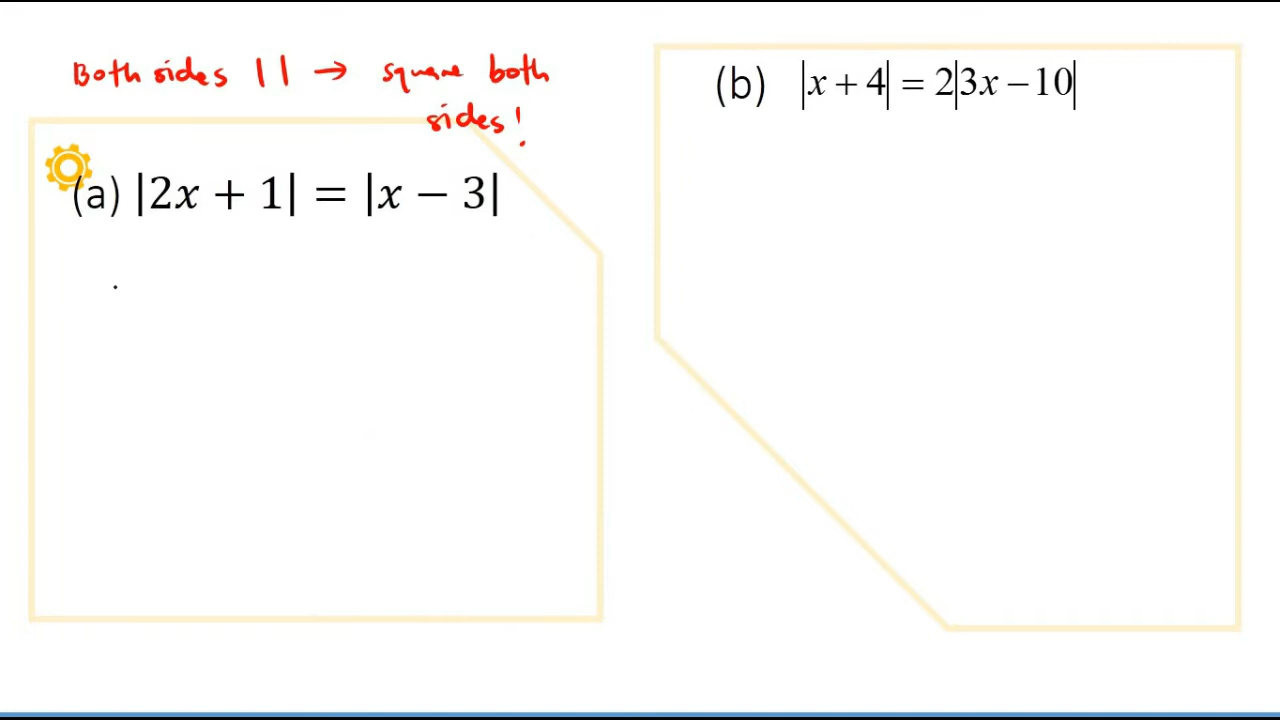 Both sides || → square both
sides!
(a) |2x + 1| = |x − 3|
(b) |x + 4| = 2|3x − 10|